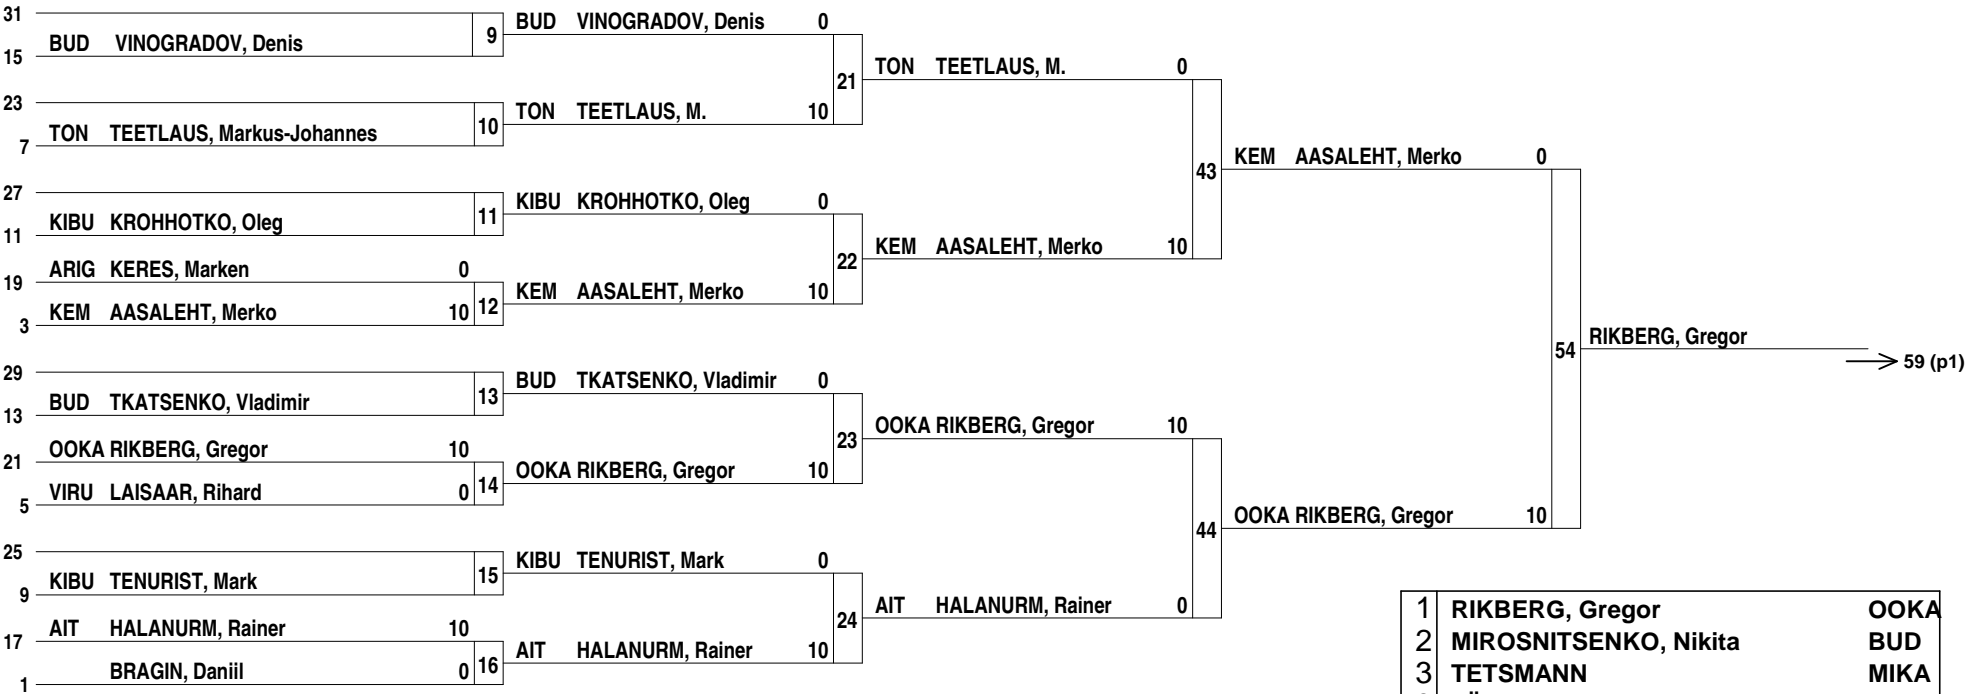 31
BUD VINOGRADOV, Denis 9
15
23
TON TEETLAUS, Markus-Johannes 10
7
27
KIBU KROHHOTKO, Oleg 11
11
ARIG KERES, Marken 0
19
KEM AASALEHT, Merko 10 12
3
29
BUD TKATSENKO, Vladimir 13
13
OOKA RIKBERG, Gregor 10
21
VIRU LAISAAR, Rihard 0 14
5
25
KIBU TENURIST, Mark 15
9
AIT HALANURM, Rainer 10
17
BRAGIN, Daniil 0 16
1
BUD VINOGRADOV, Denis 0
21
TON TEETLAUS, M. 10
KIBU KROHHOTKO, Oleg 0
22
KEM AASALEHT, Merko 10
BUD TKATSENKO, Vladimir 0
23
OOKA RIKBERG, Gregor 10
KIBU TENURIST, Mark 0
24
AIT HALANURM, Rainer 10
TON TEETLAUS, M. 0
43
KEM AASALEHT, Merko 10
OOKA RIKBERG, Gregor 10
44
AIT HALANURM, Rainer 0
KEM AASALEHT, Merko 0
54
OOKA RIKBERG, Gregor 10
RIKBERG, Gregor
59 (p1)
1 RIKBERG, Gregor OOKA
2 MIROSNITSENKO, Nikita BUD
3 TETSMANN MIKA